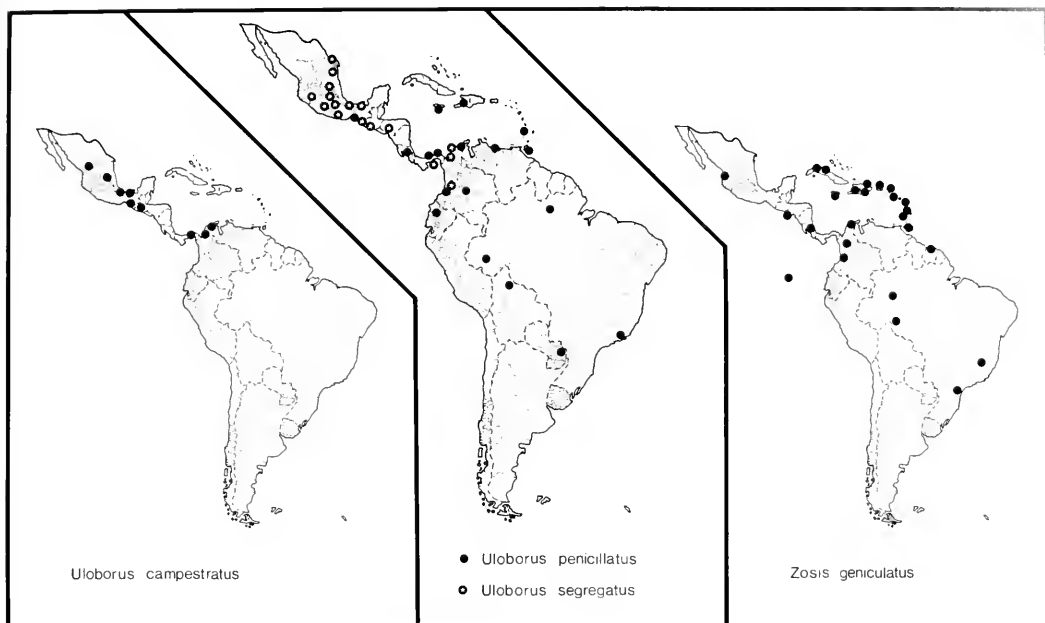 Uloborus campestratus
● Uloborus penicillatus
○ Uloborus segregatus
Zosis geniculatus